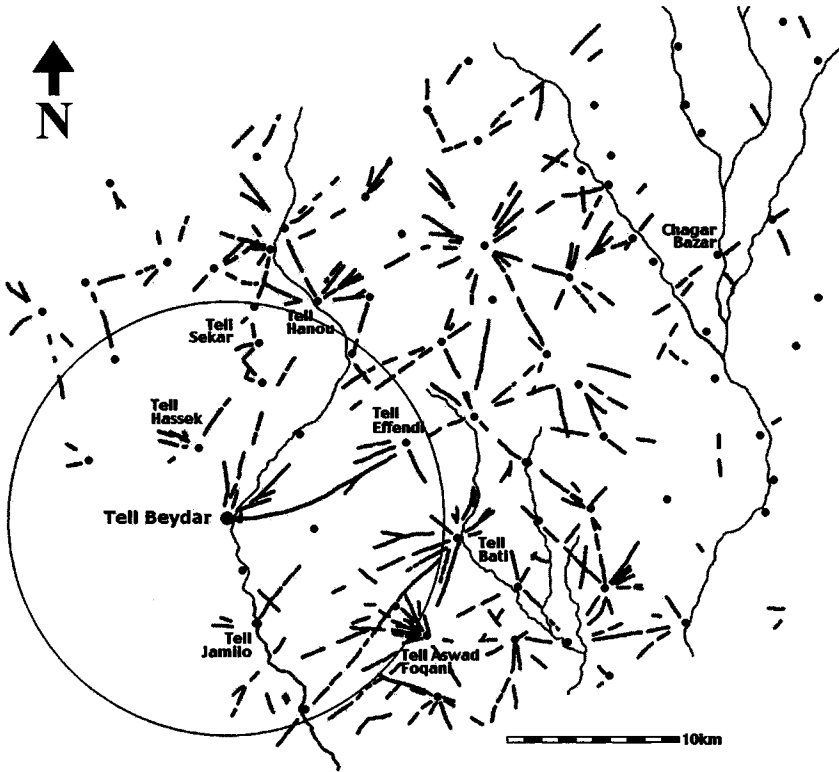 N
Chagar
Bazar
Tell
Hanou
Tell
Sekar
Tell
Hassek
Tell
Effendi
Tell Beydar
Tell
Bati
Tell
Jamilo
Tell Aswad
Foqani
10km